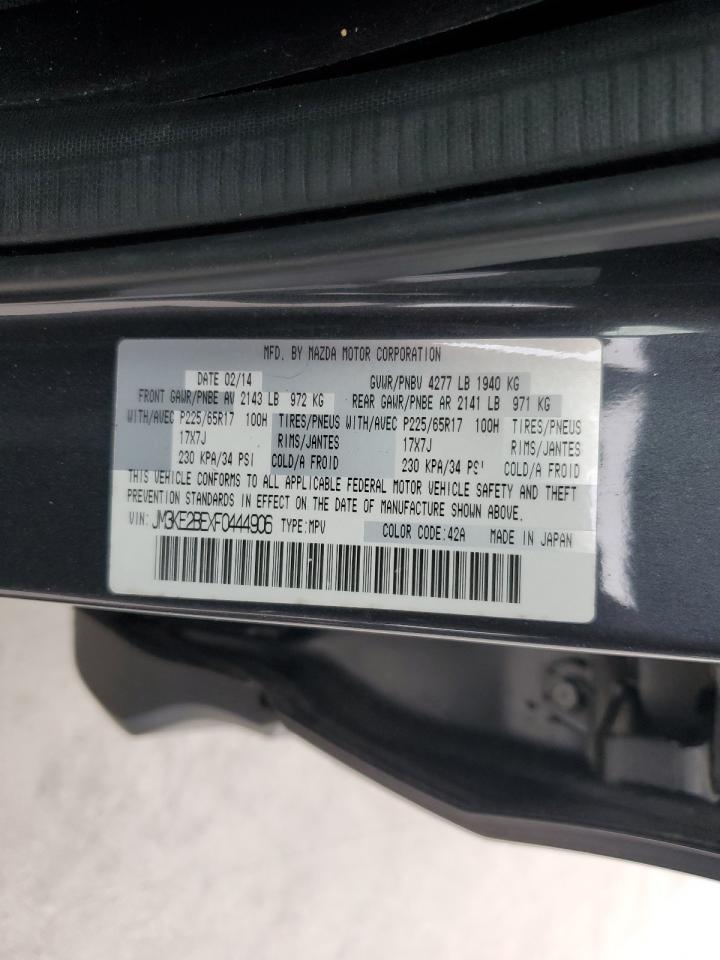 MFD. BY MAZDA MOTOR CORPORATION
DATE 02/14 GVWR/PNBV 4277 LB 1940 KG
FRONT GAWR/PNBE AV 2143 LB 972 KG REAR GAWR/PNBE AR 2141 LB 971 KG
WITH/AVEC P225/65R17 100H TIRES/PNEUS WITH/AVEC P225/65R17 100H TIRES/PNEUS
17X7J RIMS/JANTES 17X7J RIMS/JANTES
230 KPA/34 PSI COLD/A FROID 230 KPA/34 PSI COLD/A FROID
THIS VEHICLE CONFORMS TO ALL APPLICABLE FEDERAL MOTOR VEHICLE SAFETY AND THEFT
PREVENTION STANDARDS IN EFFECT ON THE DATE OF MANUFACTURE SHOWN ABOVE.
VIN: JM3KE2BEXF0444906 TYPE:MPV COLOR CODE:42A MADE IN JAPAN